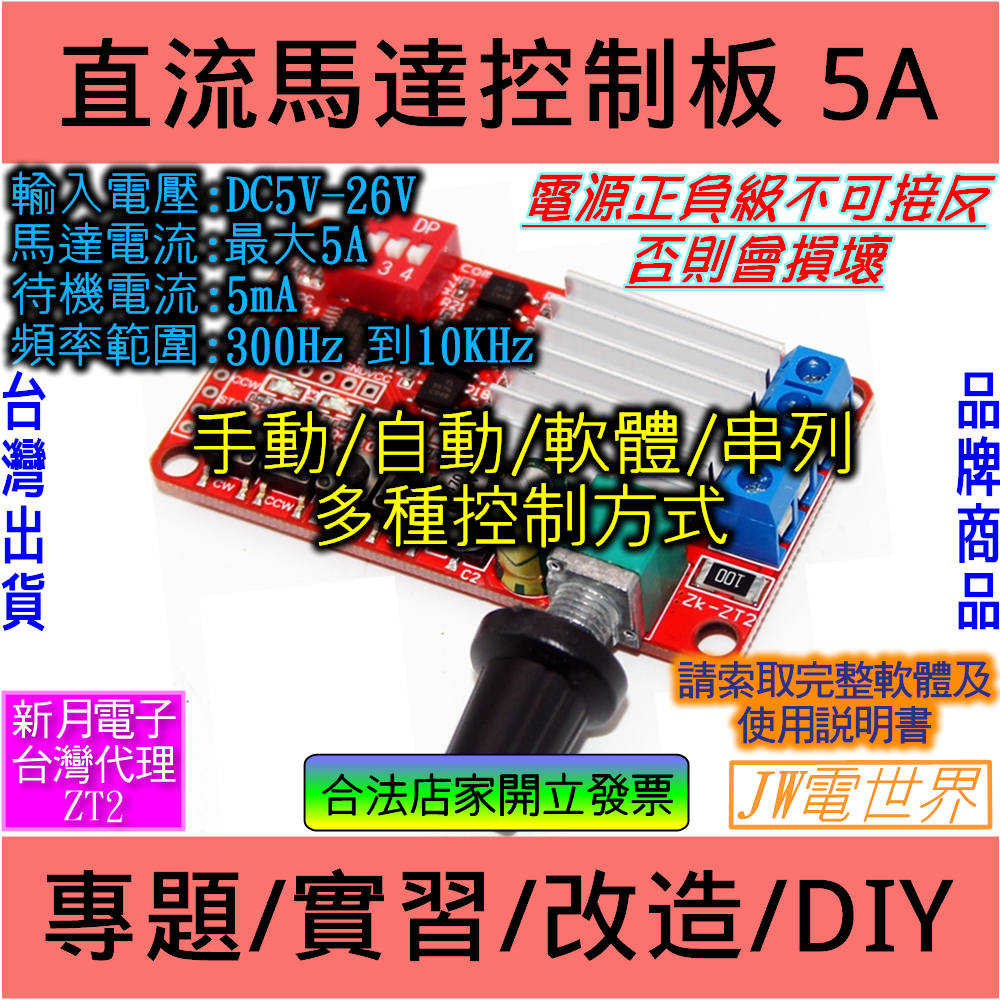 直流馬達控制板 5A
輸入電壓:DC5V-26V
馬達電流:最大5A
待機電流:5mA
頻率範圍:300Hz 到10KHz
電源正負級不可接反
否則會損壞
DP
3 4
com
CCW
手動/自動/軟體/串列
多種控制方式
CW
CCW
C2
100
Zk-ZT2
台灣出貨
品牌商品
請索取完整軟體及
使用説明書
新月電子
台灣代理
ZT2
合法店家開立發票
JW電世界
專題/實習/改造/DIY